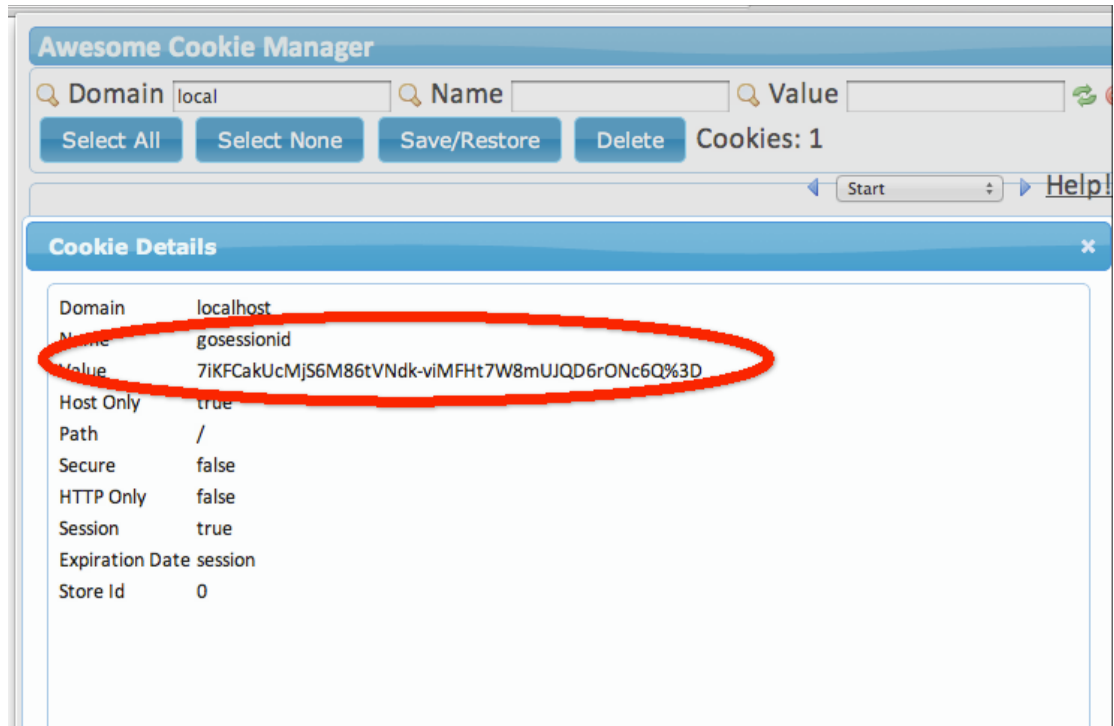 Awesome Cookie Manager
Domain local Name Value
Select All Select None Save/Restore Delete Cookies: 1
Start Help!
Cookie Details
Domain localhost
Name gosessionid
Value 7iKFCakUcMjS6M86tVNdk-viMFHt7W8mUJQD6rONc6Q%3D
Host Only true
Path /
Secure false
HTTP Only false
Session true
Expiration Date session
Store Id 0